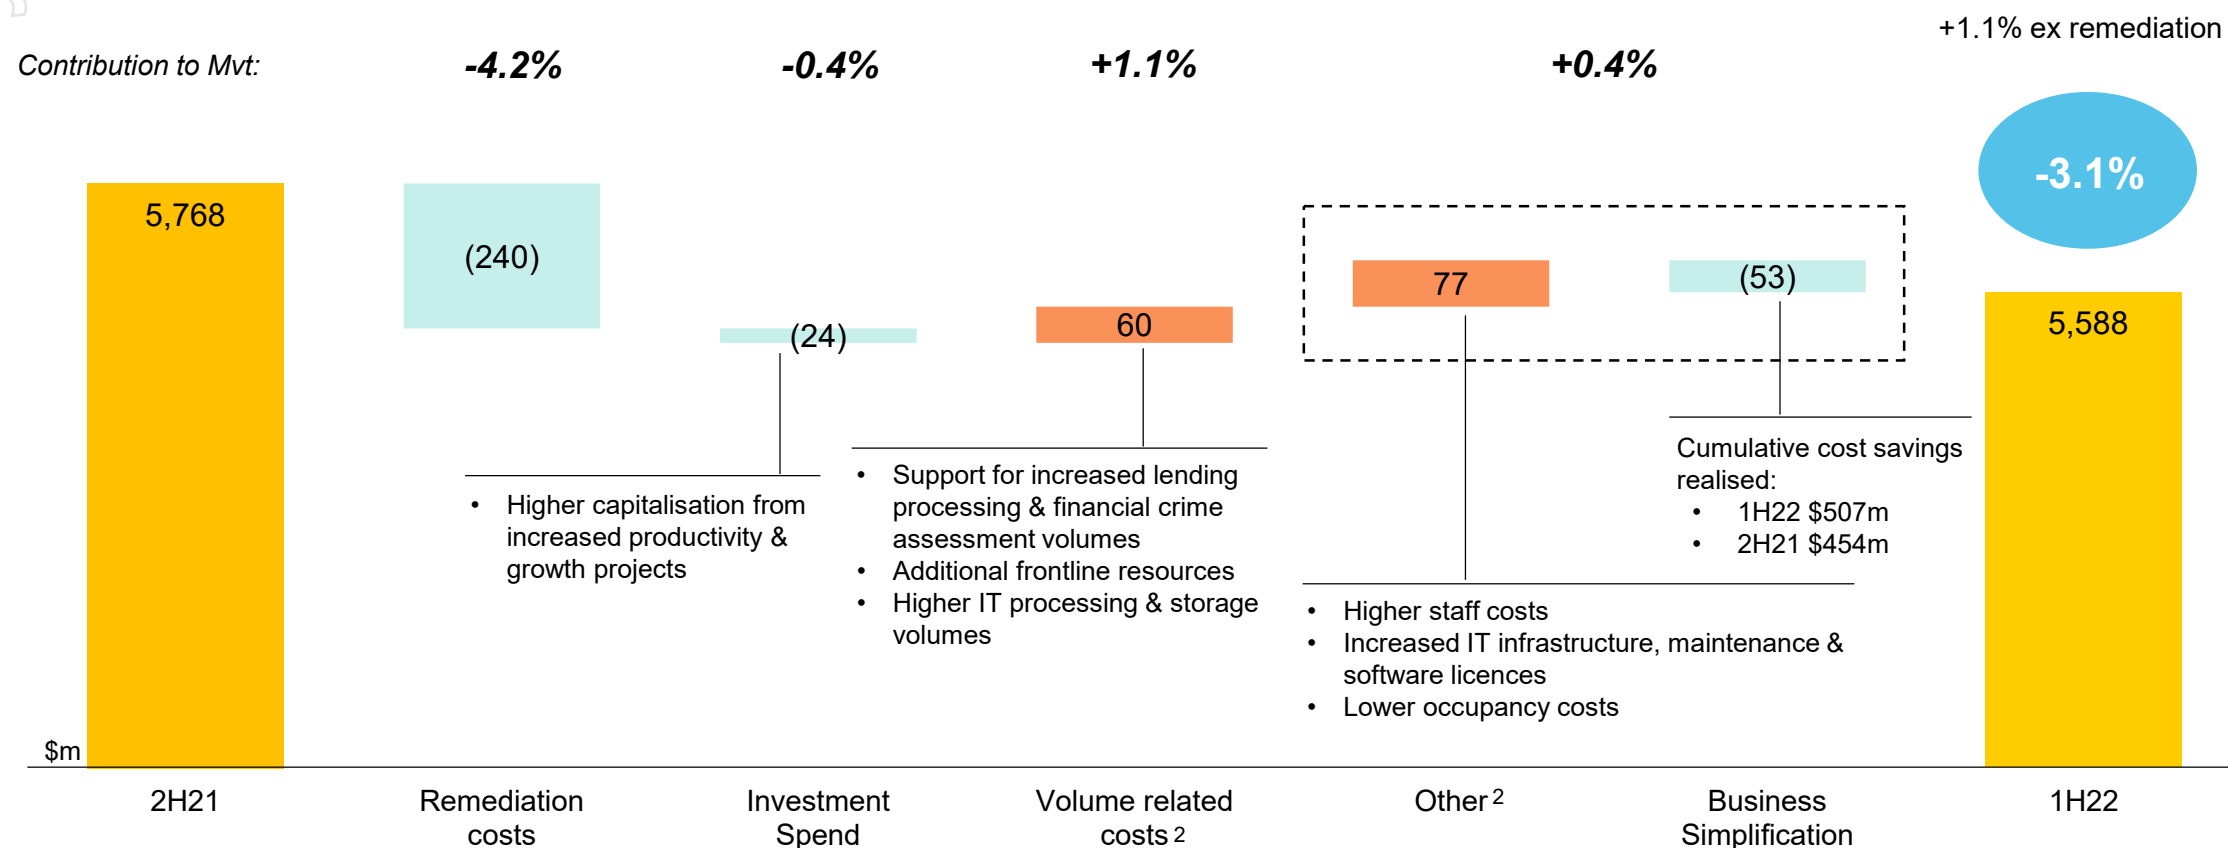 +1.1% ex remediation
Contribution to Mvt:
-4.2%
-0.4%
+1.1%
+0.4%
-3.1%
5,768
(240)
(24)
60
77
(53)
5,588
• Higher capitalisation from
increased productivity &
growth projects
• Support for increased lending
processing & financial crime
assessment volumes
• Additional frontline resources
• Higher IT processing & storage
volumes
• Higher staff costs
• Increased IT infrastructure, maintenance &
software licences
• Lower occupancy costs
Cumulative cost savings
realised:
• 1H22 $507m
• 2H21 $454m
$m
2H21
Remediation
costs
Investment
Spend
Volume related
costs 2
Other 2
Business
Simplification
1H22